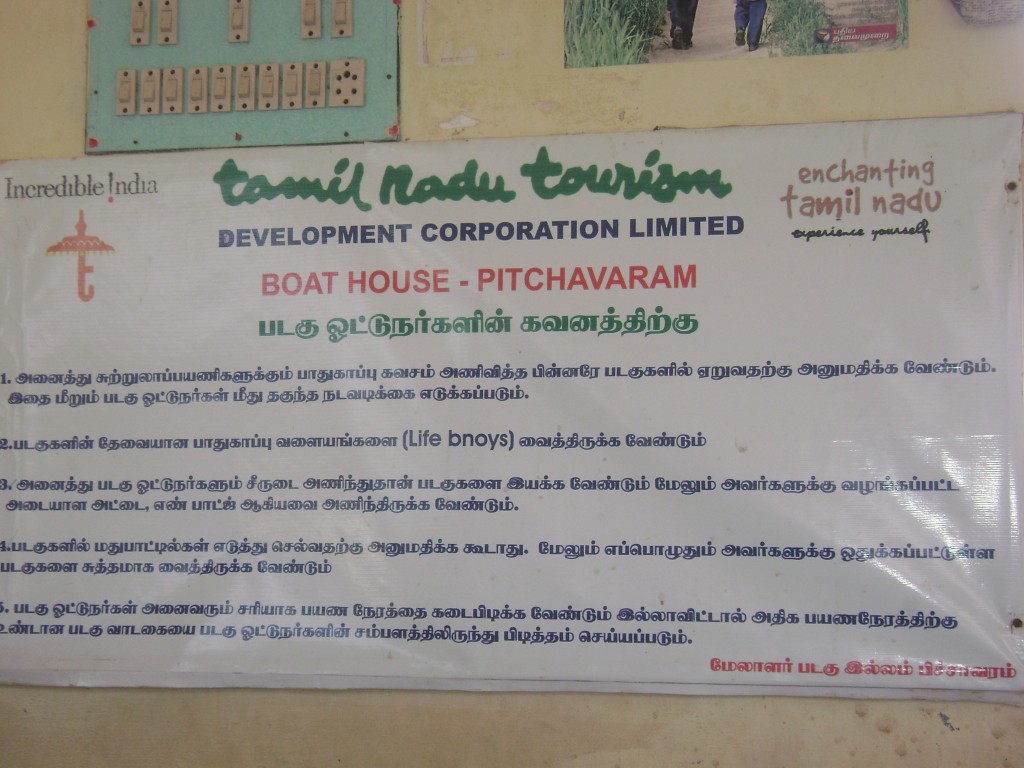 புதிய தலைமுறை
Incredible !ndia
tamil nadu tourism
enchanting
tamil nadu
experience yourself
DEVELOPMENT CORPORATION LIMITED
BOAT HOUSE - PITCHAVARAM
படகு ஓட்டுநர்களின் கவனத்திற்கு
1. அனைத்து சுற்றுலாப்பயணிகளுக்கும் பாதுகாப்பு கவசம் அணிவித்த பின்னரே படகுகளில் ஏறுவதற்கு அனுமதிக்க வேண்டும்.
இதை மீறும் படகு ஓட்டுநர்கள் மீது தகுந்த நடவடிக்கை எடுக்கப்படும்.
2.படகுகளின் தேவையான பாதுகாப்பு வளையங்களை (Life bnoys) வைத்திருக்க வேண்டும்
3. அனைத்து படகு ஓட்டுநர்களும் சீருடை அணிந்துதான் படகுகளை இயக்க வேண்டும் மேலும் அவர்களுக்கு வழங்கப்பட்ட
அடையாள அட்டை, எண் பாட்ஜ் ஆகியவை அணிந்திருக்க வேண்டும்.
4.படகுகளில் மதுபாட்டில்கள் எடுத்து செல்வதற்கு அனுமதிக்க கூடாது. மேலும் எப்பொழுதும் அவர்களுக்கு ஒதுக்கப்பட்டுள்ள
படகுகளை சுத்தமாக வைத்திருக்க வேண்டும்
5. படகு ஓட்டுநர்கள் அனைவரும் சரியாக பயண நேரத்தை கடைபிடிக்க வேண்டும் இல்லாவிட்டால் அதிக பயணநேரத்திற்கு
உண்டான படகு வாடகையை படகு ஓட்டுநர்களின் சம்பளத்திலிருந்து பிடித்தம் செய்யப்படும்.
மேலாளர் படகு இல்லம் பிச்சாவரம்